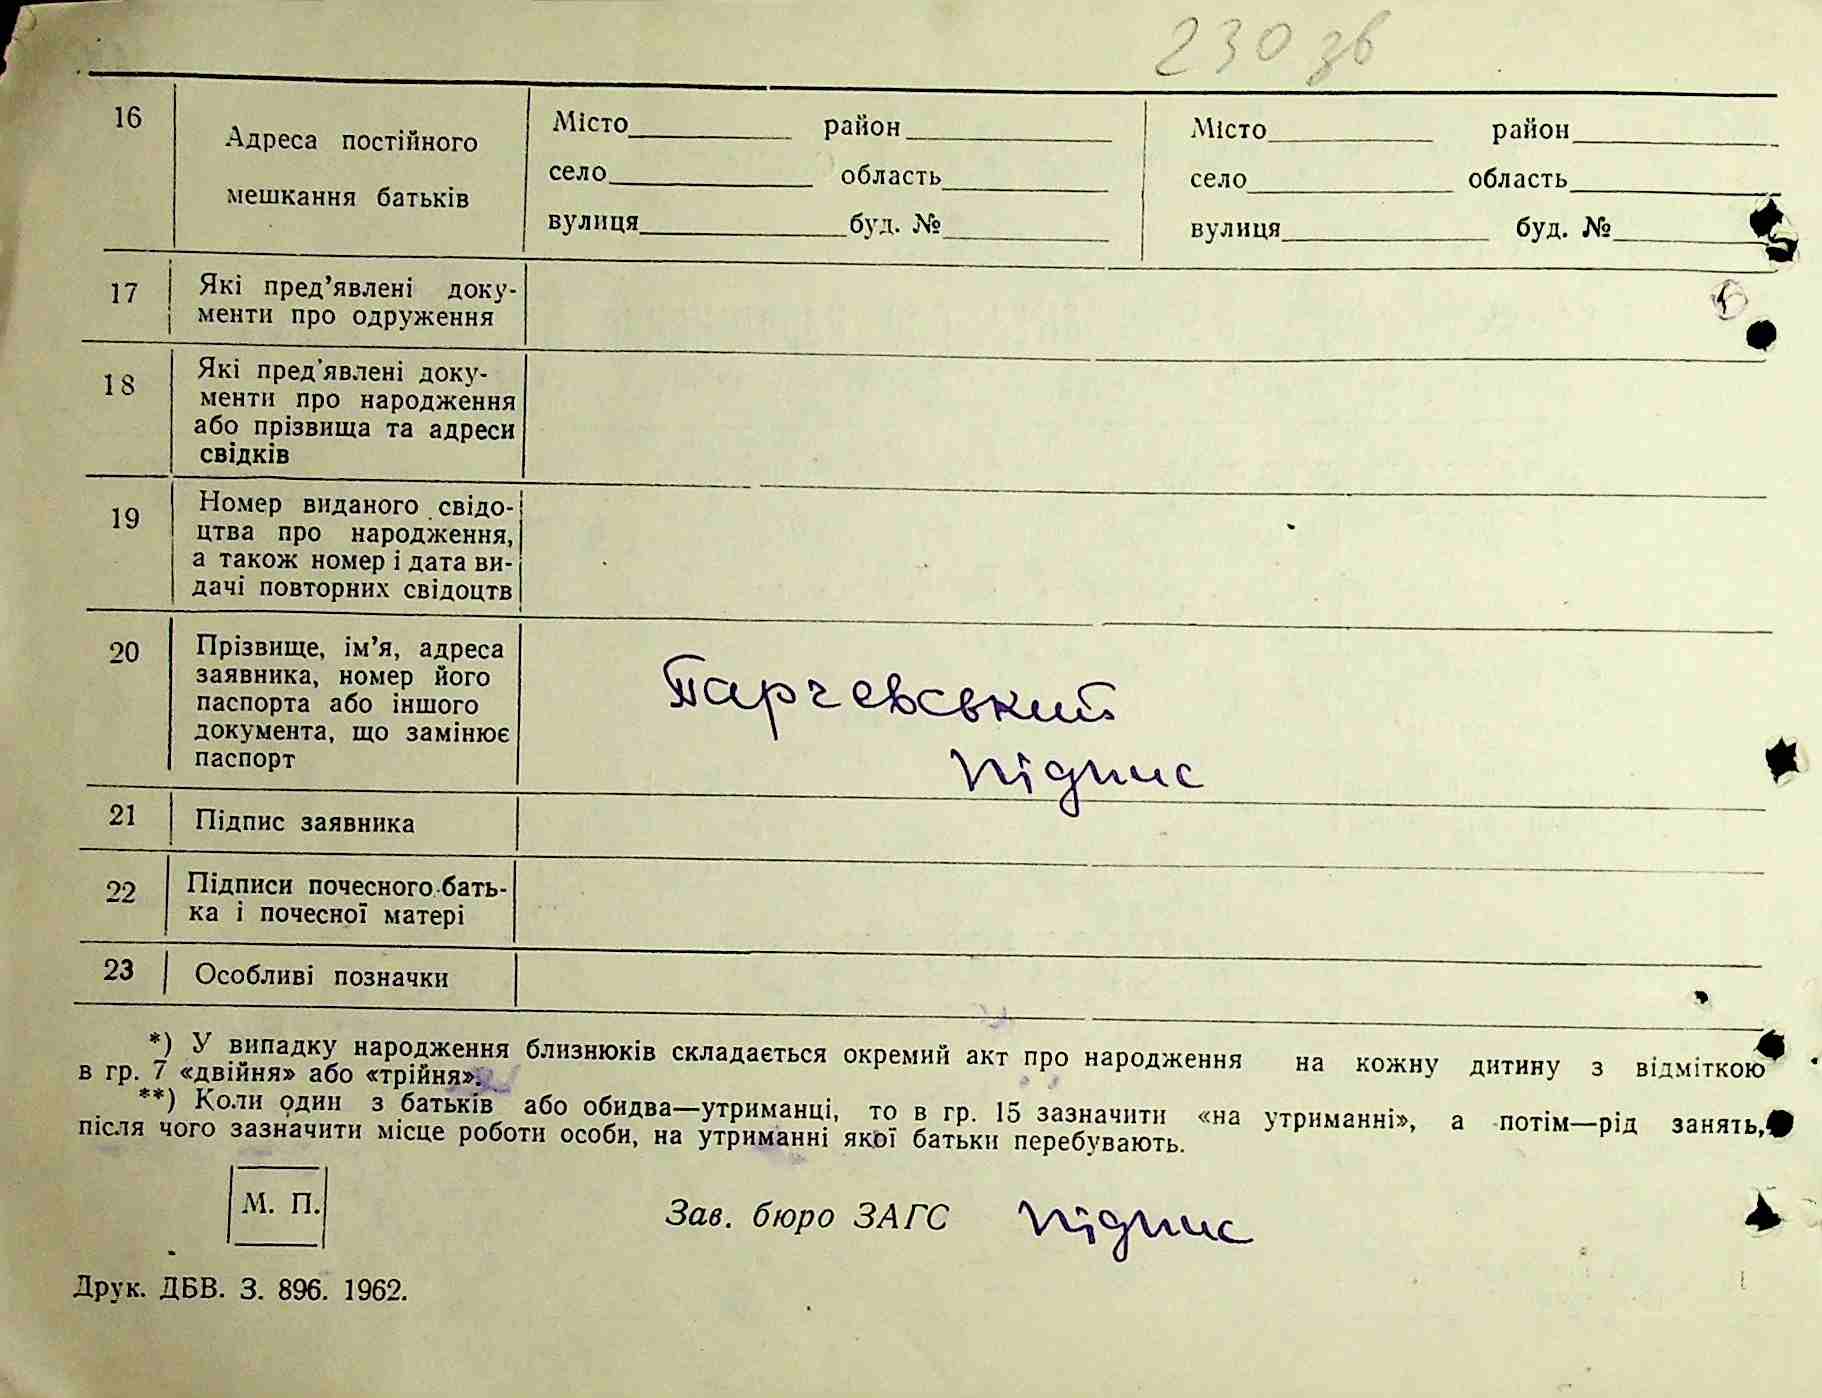 230 зв
16
Адреса постійного
мешкання батьків
Місто район
село область
вулиця буд. №
Місто район
село область
вулиця буд. №
17
Які пред’явлені доку-
менти про одруження
18
Які пред’явлені доку-
менти про народження
або прізвища та адреси
свідків
19
Номер виданого свідо-
цтва про народження,
а також номер і дата ви-
дачі повторних свідоцтв
20
Прізвище, ім’я, адреса
заявника, номер його
паспорта або іншого
документа, що замінює
паспорт
Парчевський
підпис
21
Підпис заявника
22
Підписи почесного бать-
ка і почесної матері
23
Особливі позначки
*) У випадку народження близнюків складається окремий акт про народження на кожну дитину з відміткою
в гр. 7 «двійня» або «трійня».
**) Коли один з батьків або обидва—утриманці, то в гр. 15 зазначити «на утриманні», а потім—рід занять,
після чого зазначити місце роботи особи, на утриманні якої батьки перебувають.
М. П.
Зав. бюро ЗАГС підпис
Друк. ДБВ. З. 896. 1962.